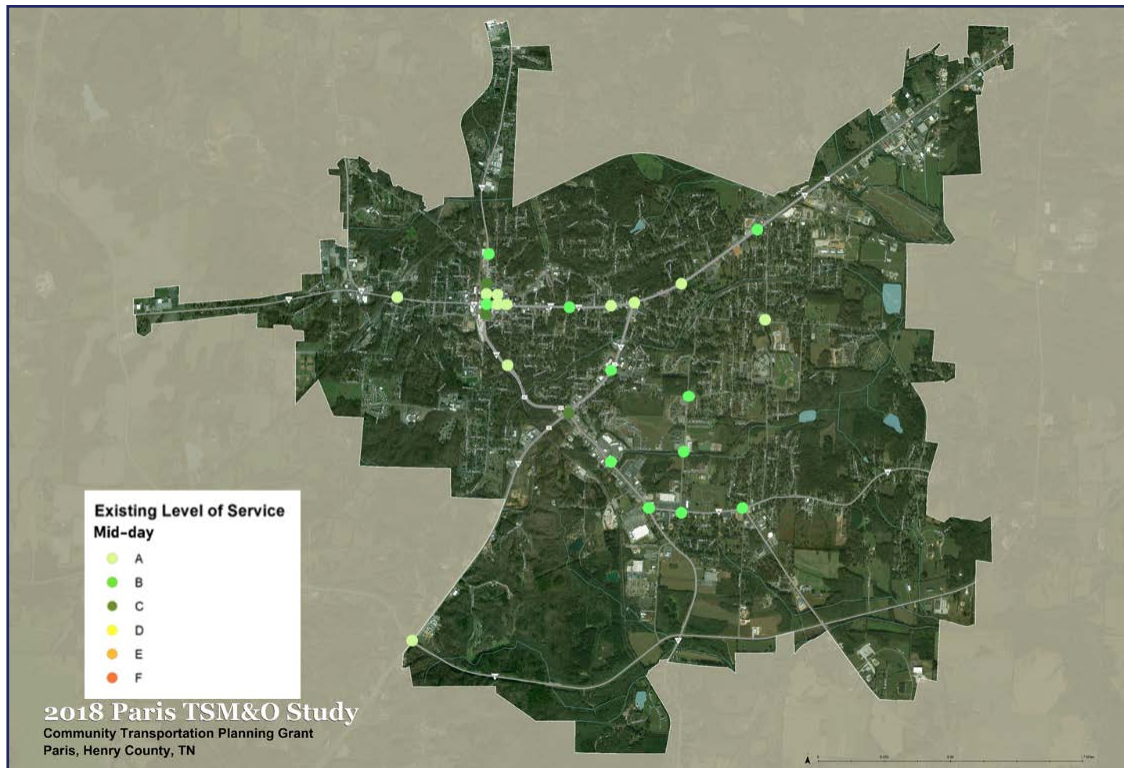 Existing Level of Service
Mid-day
A
B
C
D
E
F
2018 Paris TSM&O Study
Community Transportation Planning Grant
Paris, Henry County, TN